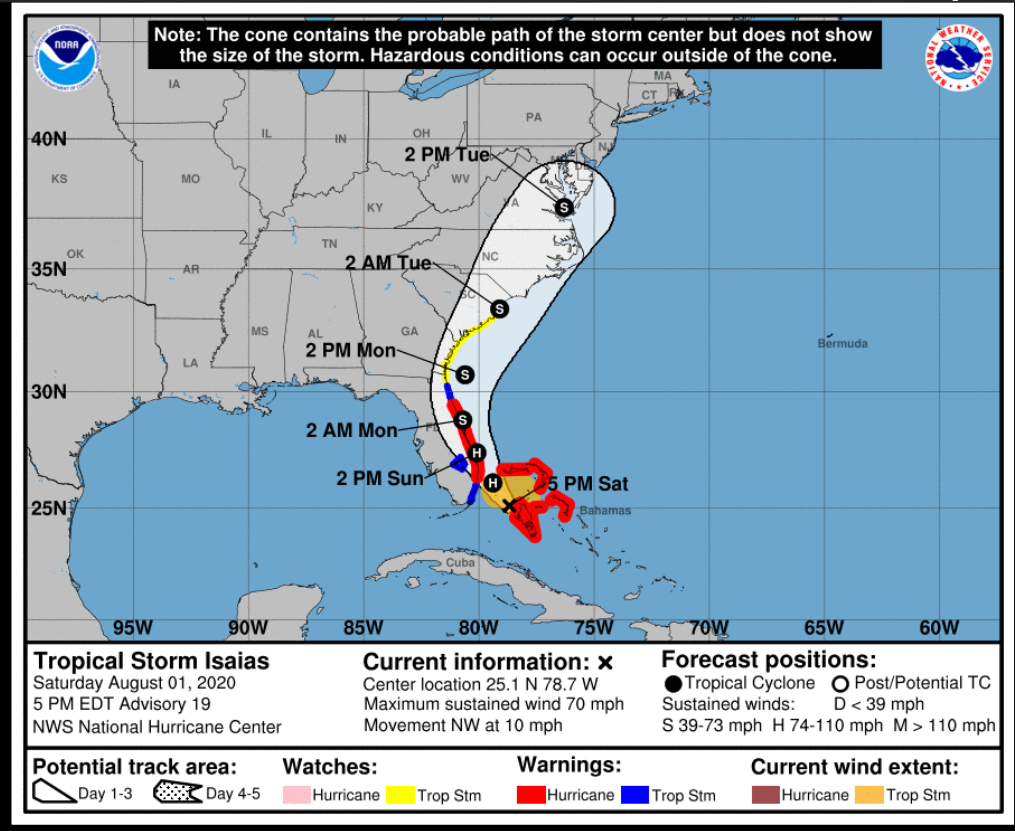 Note: The cone contains the probable path of the storm center but does not show
the size of the storm. Hazardous conditions can occur outside of the cone.
NOAA
NATIONAL WEATHER SERVICE
MA
CT
RI
IA
PA
40N
IL
IN
OH
NJ
2 PM Tue
MD
DE
KS
MO
WV
KY
VA
OK
TN
NC
2 AM Tue
35N
AR
SC
MS
AL
GA
2 PM Mon
Bermuda
LA
30N
2 AM Mon
FL
2 PM Sun
5 PM Sat
25N
Bahamas
Cuba
95W 90W 85W 80W 75W 70W 65W 60W
S
S
S
S
H
H
Tropical Storm Isaias
Saturday August 01, 2020
5 PM EDT Advisory 19
NWS National Hurricane Center
Current information: x
Center location 25.1 N 78.7 W
Maximum sustained wind 70 mph
Movement NW at 10 mph
Forecast positions:
Tropical Cyclone Post/Potential TC
Sustained winds: D < 39 mph
S 39-73 mph H 74-110 mph M > 110 mph
Potential track area:
Day 1-3 Day 4-5
Watches:
Hurricane Trop Stm
Warnings:
Hurricane Trop Stm
Current wind extent:
Hurricane Trop Stm